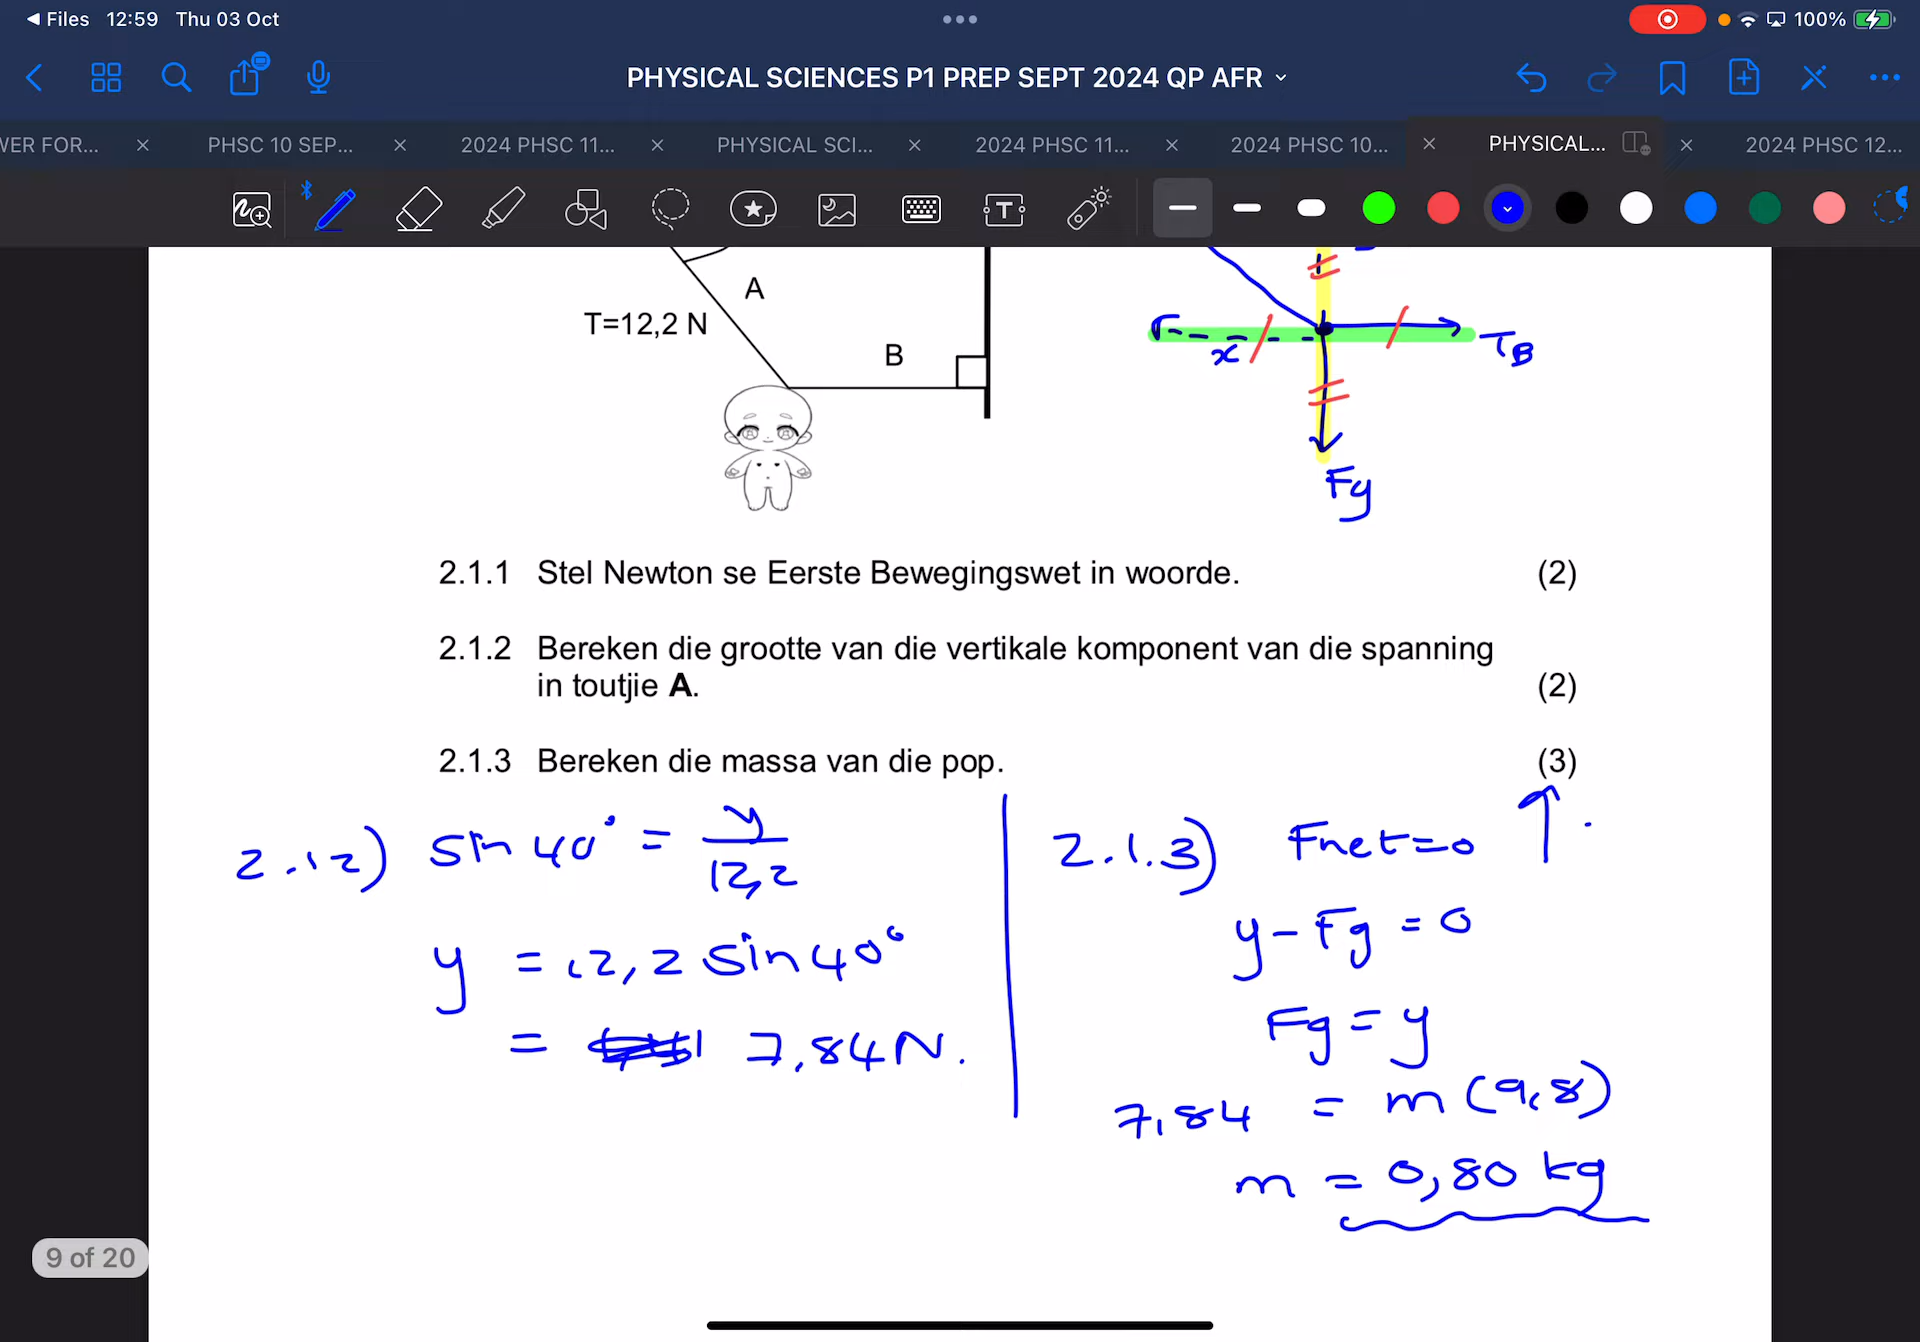 Files 12:59 Thu 03 Oct 100%
PHYSICAL SCIENCES P1 PREP SEPT 2024 QP AFR
WER FOR... PHSC 10 SEP... 2024 PHSC 11... PHYSICAL SCI... 2024 PHSC 11... 2024 PHSC 10... PHYSICAL... 2024 PHSC 12...
A
T=12,2 N
B
x
TB
Fg
2.1.1 Stel Newton se Eerste Bewegingswet in woorde. (2)
2.1.2 Bereken die grootte van die vertikale komponent van die spanning
in toutjie A. (2)
2.1.3 Bereken die massa van die pop. (3)
2.12) sin 40° = y
12,2
y = 12,2 sin 40°
= 7,84 N.
2.1.3) Fnet=0
y - Fg = 0
Fg = y
7,84 = m (9,8)
m = 0,80 kg
9 of 20